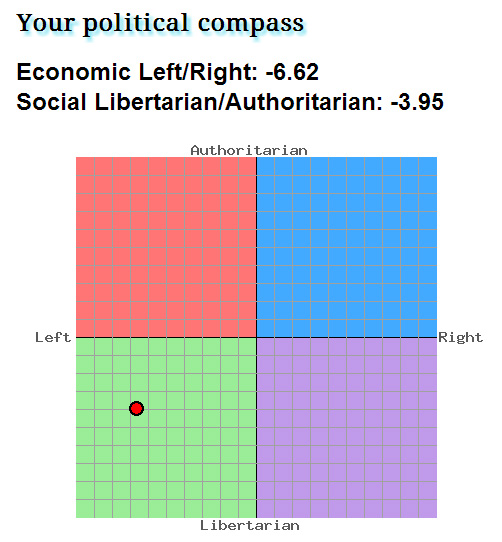 Your political compass
Economic Left/Right: -6.62
Social Libertarian/Authoritarian: -3.95
Authoritarian
Left
Right
Libertarian